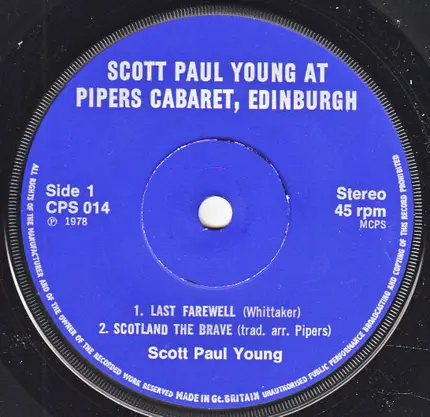 SCOTT PAUL YOUNG AT
PIPERS CABARET, EDINBURGH
Side 1
CPS 014
℗ 1978
Stereo
45 rpm
MCPS
1. LAST FAREWELL (Whittaker)
2. SCOTLAND THE BRAVE (trad. arr. Pipers)
Scott Paul Young
ALL RIGHTS OF THE MANUFACTURER AND OF THE OWNER OF THE RECORDED WORK RESERVED MADE IN Gt. BRITAIN UNAUTHORISED PUBLIC PERFORMANCE BROADCASTING AND COPYING OF THIS RECORD PROHIBITED